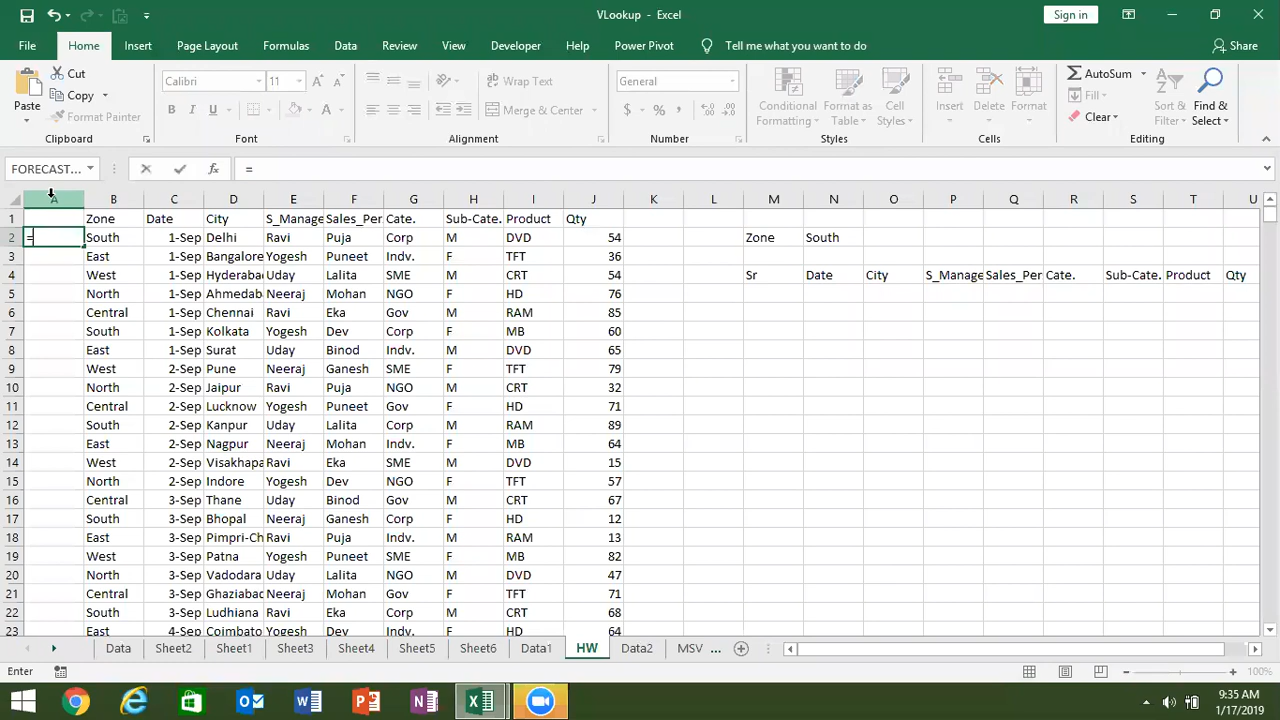 VLookup - Excel
Sign in
File Home Insert Page Layout Formulas Data Review View Developer Help Power Pivot Tell me what you want to do Share
Paste Cut Copy Format Painter Clipboard
Calibri 11 B I U A Font
Wrap Text Merge & Center Alignment
General $ % , Number
Conditional Formatting Format as Table Cell Styles Styles
Insert Delete Format Cells
AutoSum Fill Clear Sort & Filter Find & Select Editing
FORECAST... fx =
A B C D E F G H I J K L M N O P Q R S T U
1 Zone Date City S_Manage Sales_Per Cate. Sub-Cate. Product Qty
2 = South 1-Sep Delhi Ravi Puja Corp M DVD 54 Zone South
3 East 1-Sep Bangalore Yogesh Puneet Indv. F TFT 36
4 West 1-Sep Hyderabad Uday Lalita SME M CRT 54 Sr Date City S_Manage Sales_Per Cate. Sub-Cate. Product Qty
5 North 1-Sep Ahmedab Neeraj Mohan NGO F HD 76
6 Central 1-Sep Chennai Ravi Eka Gov M RAM 85
7 South 1-Sep Kolkata Yogesh Dev Corp F MB 60
8 East 1-Sep Surat Uday Binod Indv. M DVD 65
9 West 2-Sep Pune Neeraj Ganesh SME F TFT 79
10 North 2-Sep Jaipur Ravi Puja NGO M CRT 32
11 Central 2-Sep Lucknow Yogesh Puneet Gov F HD 71
12 South 2-Sep Kanpur Uday Lalita Corp M RAM 89
13 East 2-Sep Nagpur Neeraj Mohan Indv. F MB 64
14 West 2-Sep Visakhapa Ravi Eka SME M DVD 15
15 North 2-Sep Indore Yogesh Dev NGO F TFT 57
16 Central 3-Sep Thane Uday Binod Gov M CRT 67
17 South 3-Sep Bhopal Neeraj Ganesh Corp F HD 12
18 East 3-Sep Pimpri-Ch Ravi Puja Indv. M RAM 13
19 West 3-Sep Patna Yogesh Puneet SME F MB 82
20 North 3-Sep Vadodara Uday Lalita NGO M DVD 47
21 Central 3-Sep Ghaziabad Neeraj Mohan Gov F TFT 71
22 South 3-Sep Ludhiana Ravi Eka Corp M CRT 68
23 East 4-Sep Coimbato Yogesh Dev Indv. F HD 64
Data Sheet2 Sheet1 Sheet3 Sheet4 Sheet5 Sheet6 Data1 HW Data2 MSV ...
Enter 100%
9:35 AM
1/17/2019